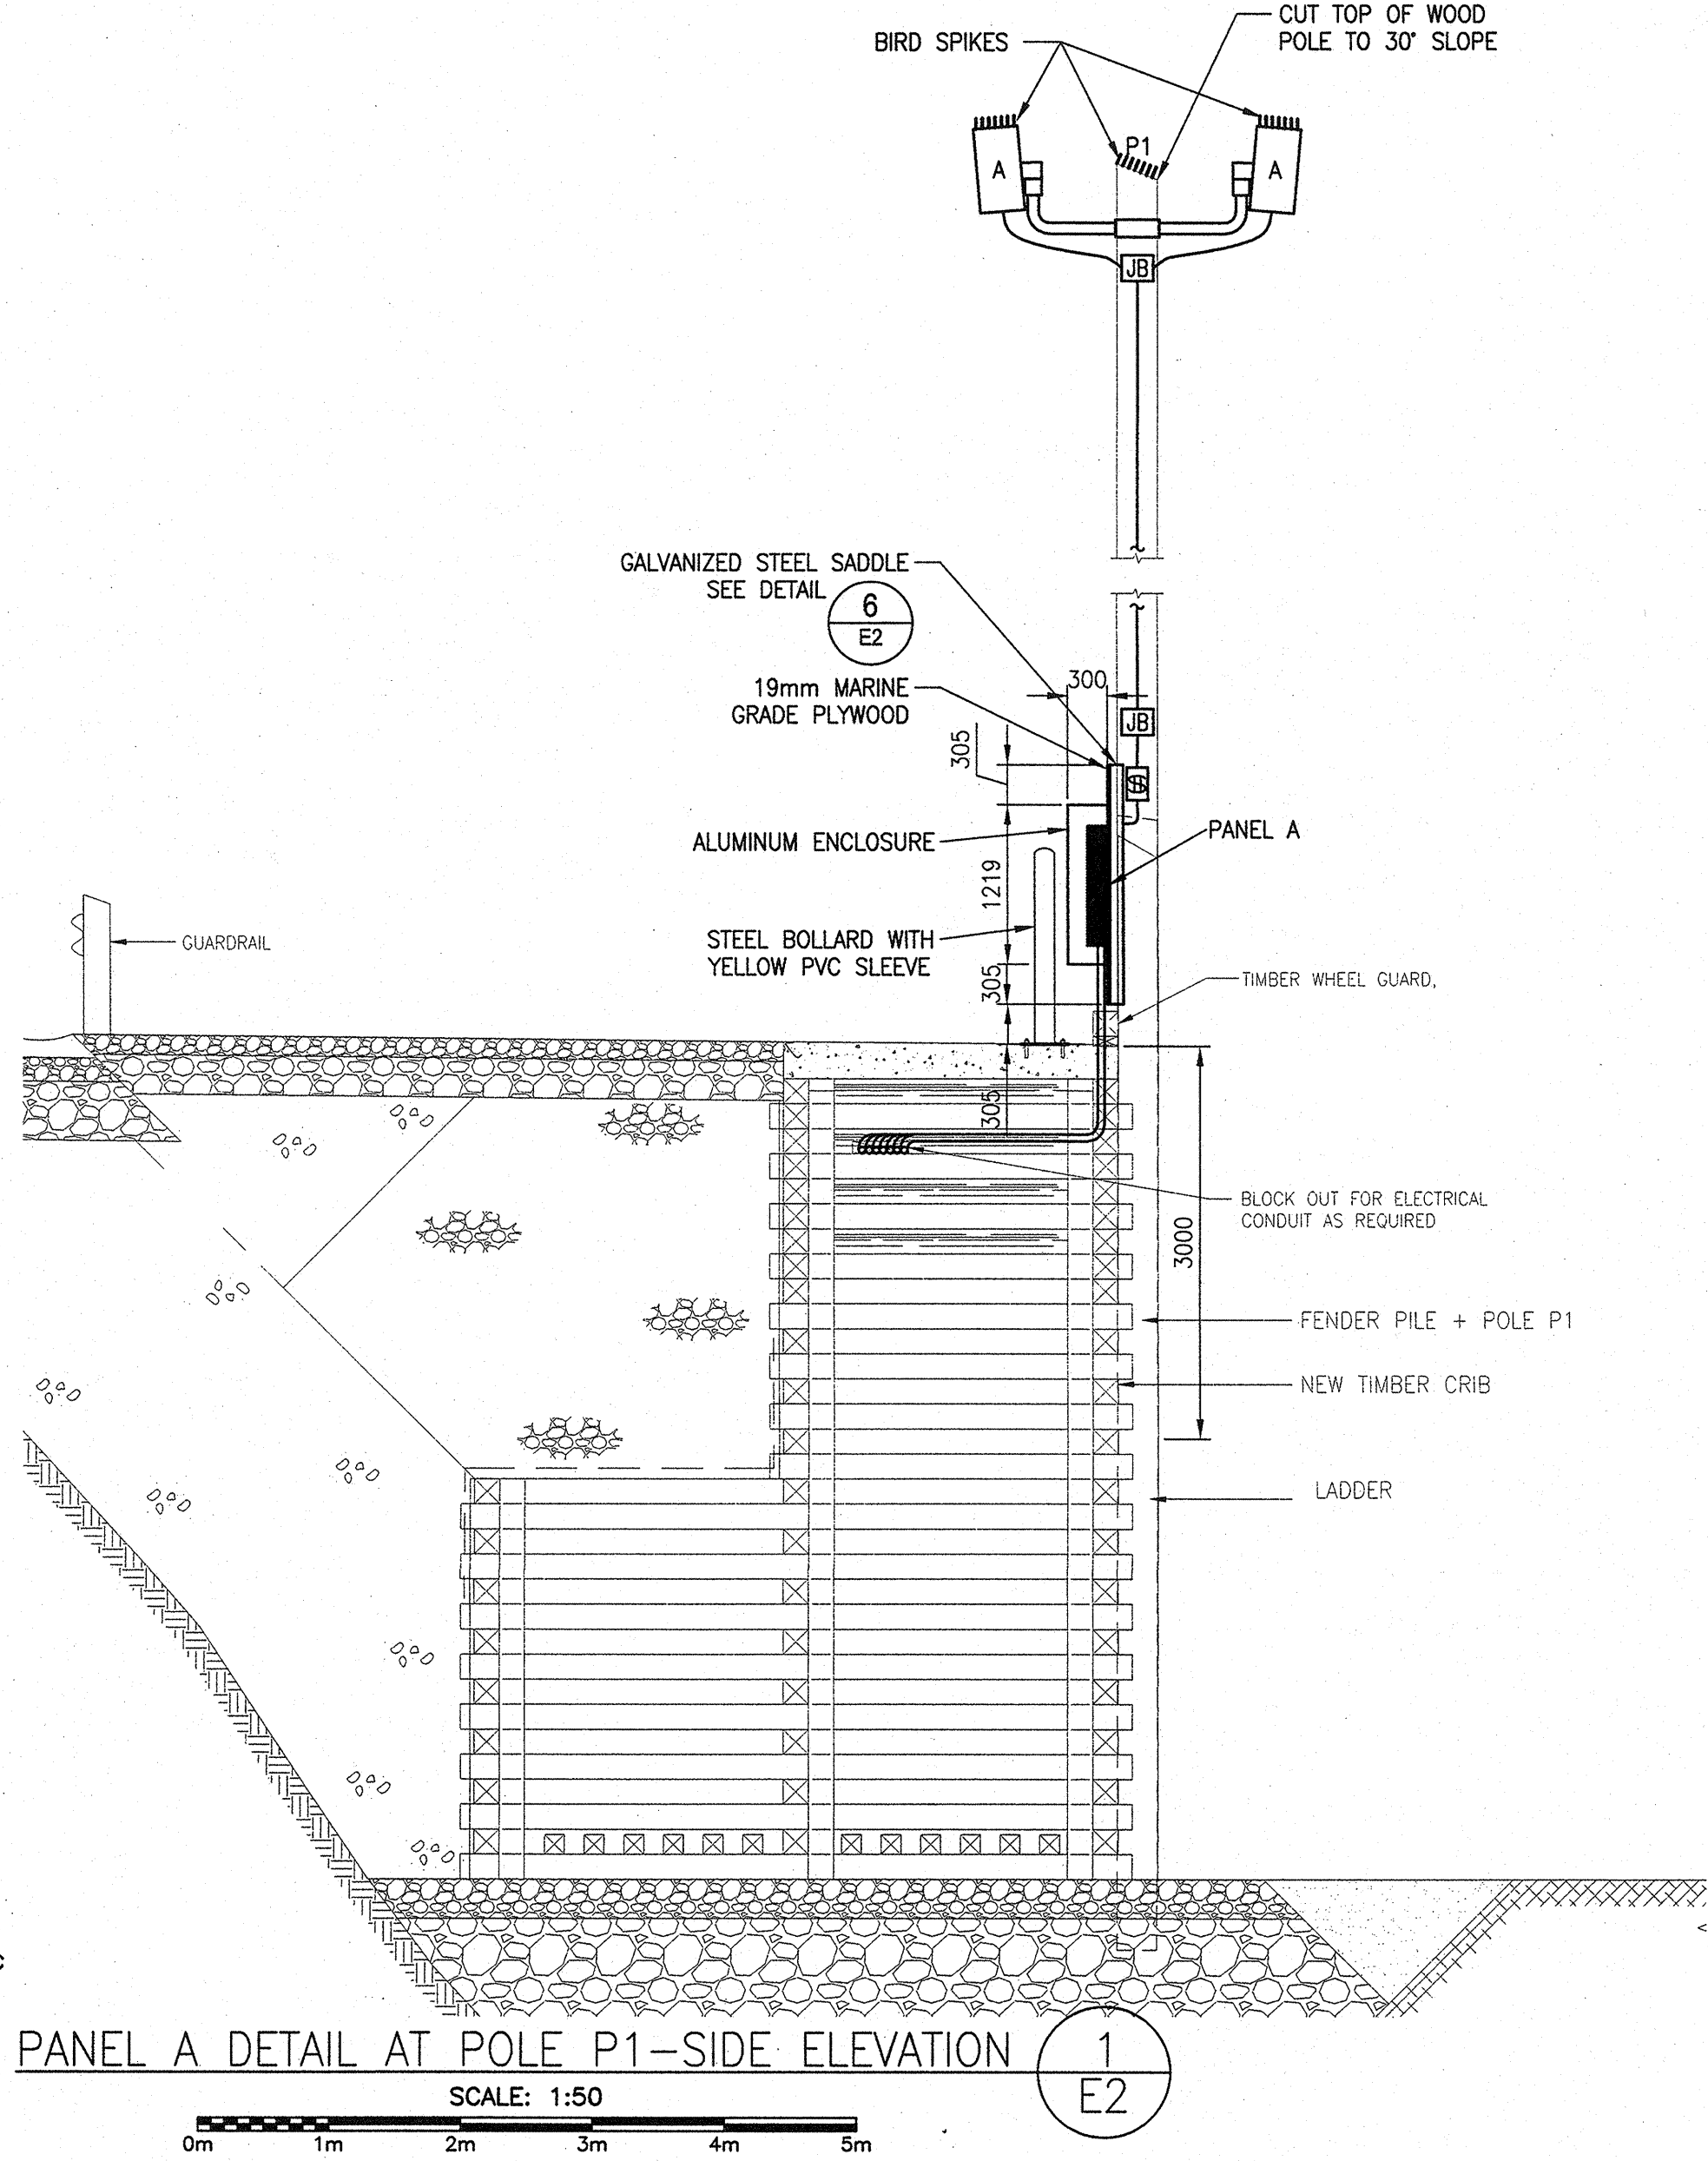 CUT TOP OF WOOD
POLE TO 30° SLOPE
BIRD SPIKES
P1
A
A
JB
GALVANIZED STEEL SADDLE
SEE DETAIL
6
E2
19mm MARINE
GRADE PLYWOOD
300
JB
305
$
ALUMINUM ENCLOSURE
PANEL A
1219
GUARDRAIL
STEEL BOLLARD WITH
YELLOW PVC SLEEVE
305
TIMBER WHEEL GUARD,
305
BLOCK OUT FOR ELECTRICAL
CONDUIT AS REQUIRED
3000
FENDER PILE + POLE P1
NEW TIMBER CRIB
LADDER
PANEL A DETAIL AT POLE P1-SIDE ELEVATION
1
E2
SCALE: 1:50
0m 1m 2m 3m 4m 5m